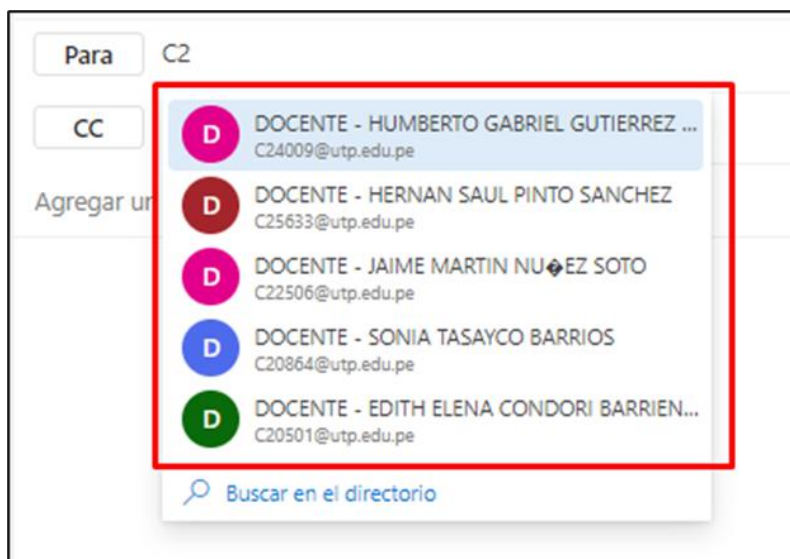 Para C2
CC
Agregar un
D DOCENTE - HUMBERTO GABRIEL GUTIERREZ ...
C24009@utp.edu.pe
D DOCENTE - HERNAN SAUL PINTO SANCHEZ
C25633@utp.edu.pe
D DOCENTE - JAIME MARTIN NU�EZ SOTO
C22506@utp.edu.pe
D DOCENTE - SONIA TASAYCO BARRIOS
C20864@utp.edu.pe
D DOCENTE - EDITH ELENA CONDORI BARRIEN...
C20501@utp.edu.pe
Buscar en el directorio